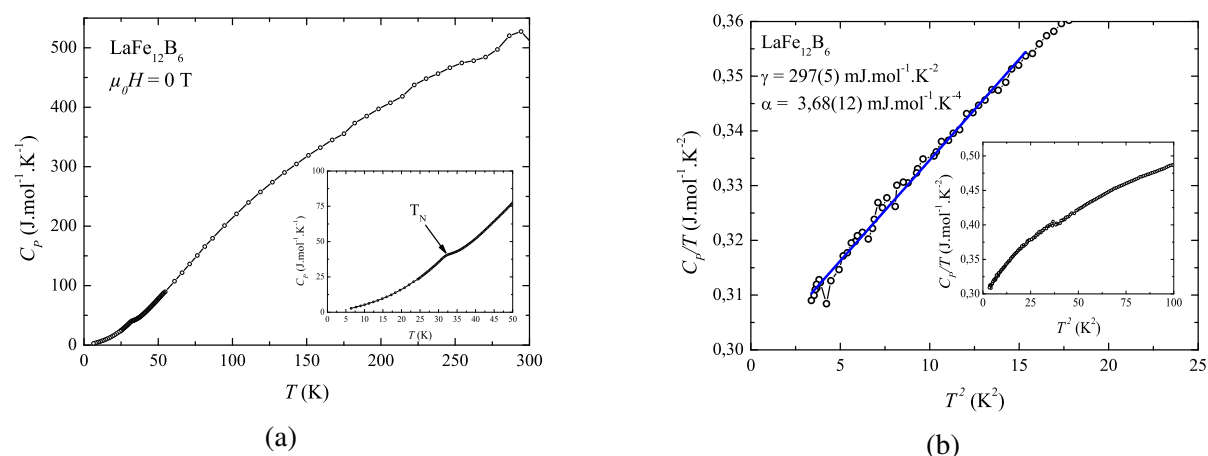 LaFe₁₂B₆
μ₀H = 0 T
500
400
300
200
100
0
C_P (J.mol⁻¹.K⁻¹)
0 50 100 150 200 250 300
T (K)
100
75
50
25
0
C_P (J.mol⁻¹.K⁻¹)
T_N
0 5 10 15 20 25 30 35 40 45 50
T (K)
(a)
0,36
0,35
0,34
0,33
0,32
0,31
0,30
C_P/T (J.mol⁻¹.K⁻²)
LaFe₁₂B₆
γ = 297(5) mJ.mol⁻¹.K⁻²
α = 3,68(12) mJ.mol⁻¹.K⁻⁴
0,50
0,45
0,40
0,35
0,30
C_P/T (J.mol⁻¹.K⁻²)
0 25 50 75 100
T² (K²)
0 5 10 15 20 25
T² (K²)
(b)